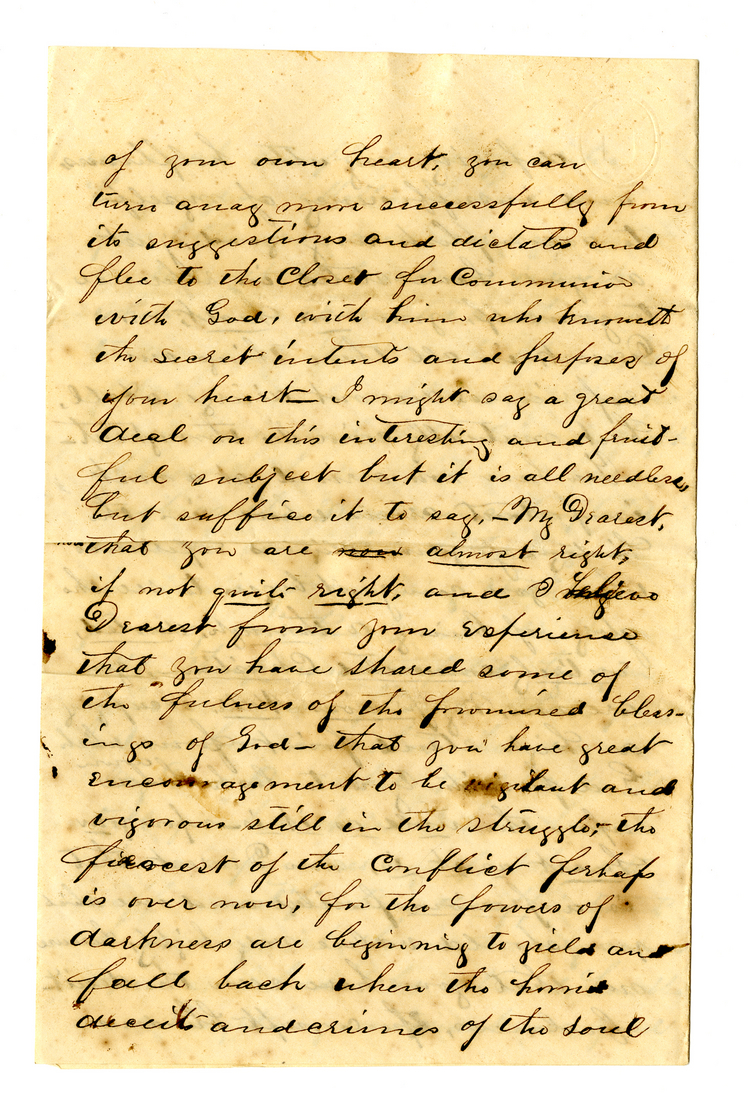 of your own heart, you can
turn away more successfully from
its suggestions and dictates and
flee to the Closet for Communion
with God, with him who knoweth
the secret intents and purposes of
your heart— I might say a great
deal on this interesting and fruit-
ful subject but it is all needless,
but suffice it to say, — My Dearest,
that you are now almost right,
if not quite right, and I believe
Dearest from your experience
that you have shared some of
the fulness of the promised bless-
ings of God— that you have great
encouragement to be vigilant and
vigorous still in the struggle; the
fiercest of the conflict perhaps
is over now, for the powers of
darkness are beginning to yield and
fall back when the horrid
deceits and crimes of the soul